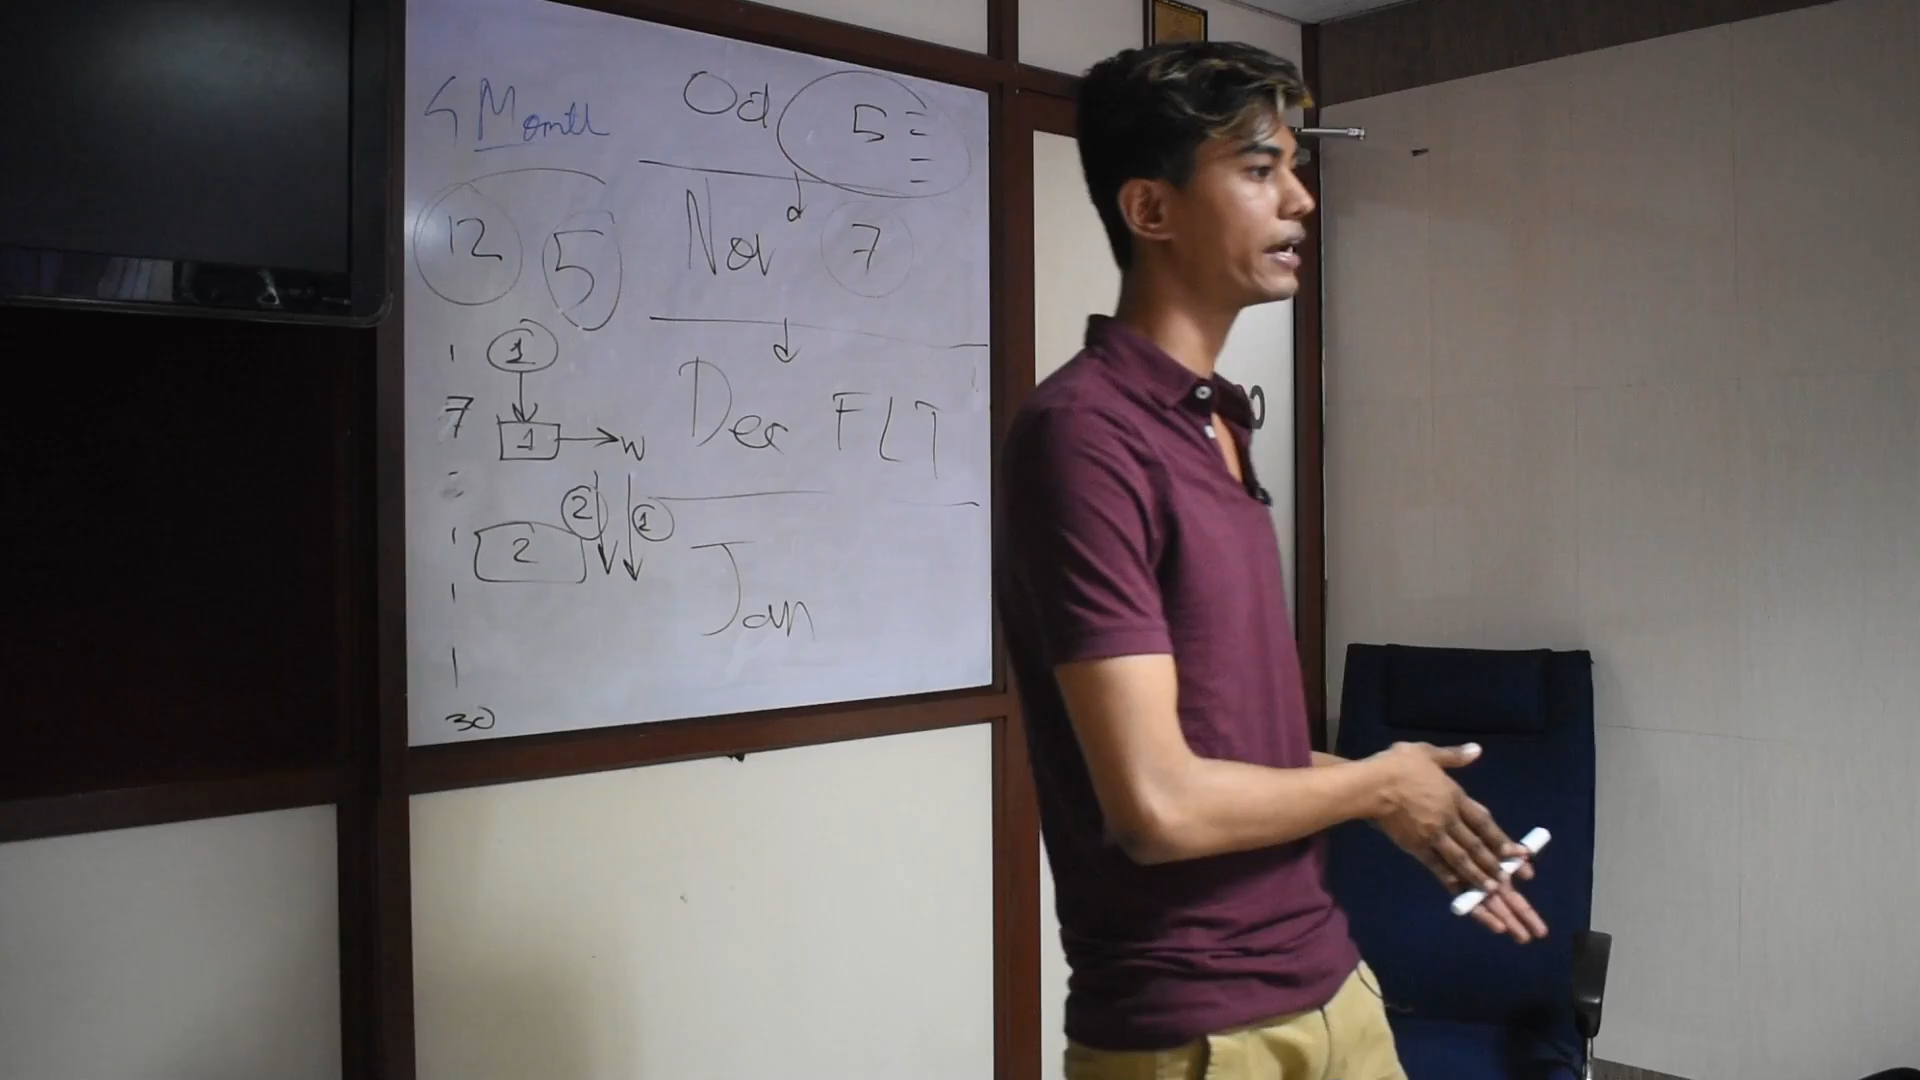 4 Month
12 5
1
7 1 → W
2 1
2
30
Oct 5
Nov 7
Dec FLT
Jan